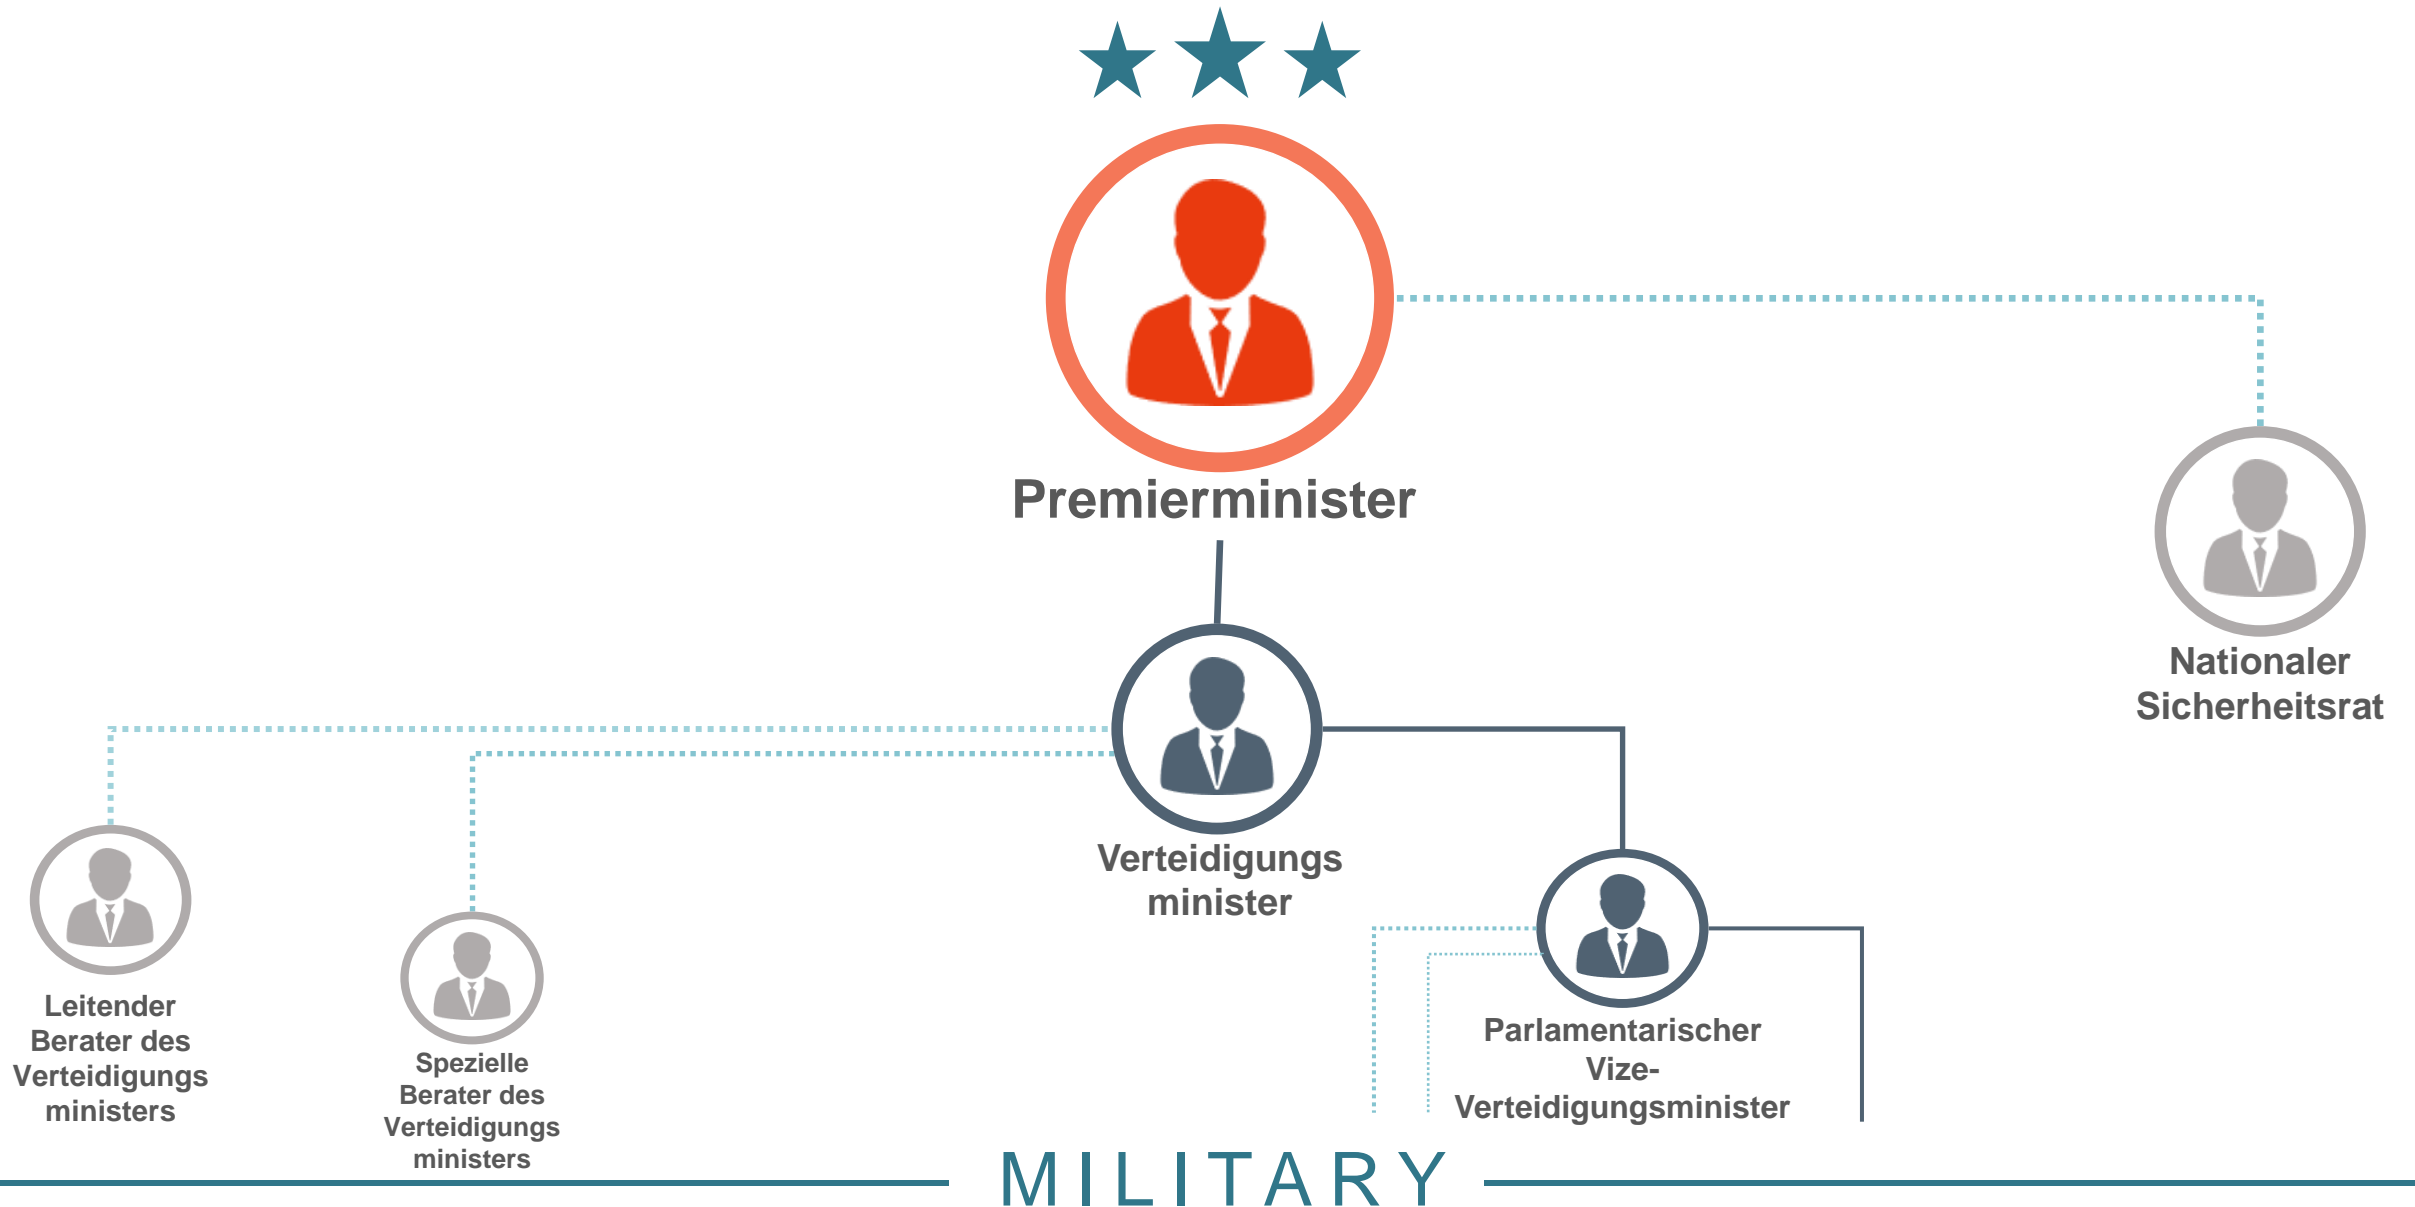 Premierminister
Nationaler
Sicherheitsrat
Verteidigungs
minister
Leitender
Berater des
Verteidigungs
ministers
Spezielle
Berater des
Verteidigungs
ministers
Parlamentarischer
Vize-
Verteidigungsminister
MILITARY